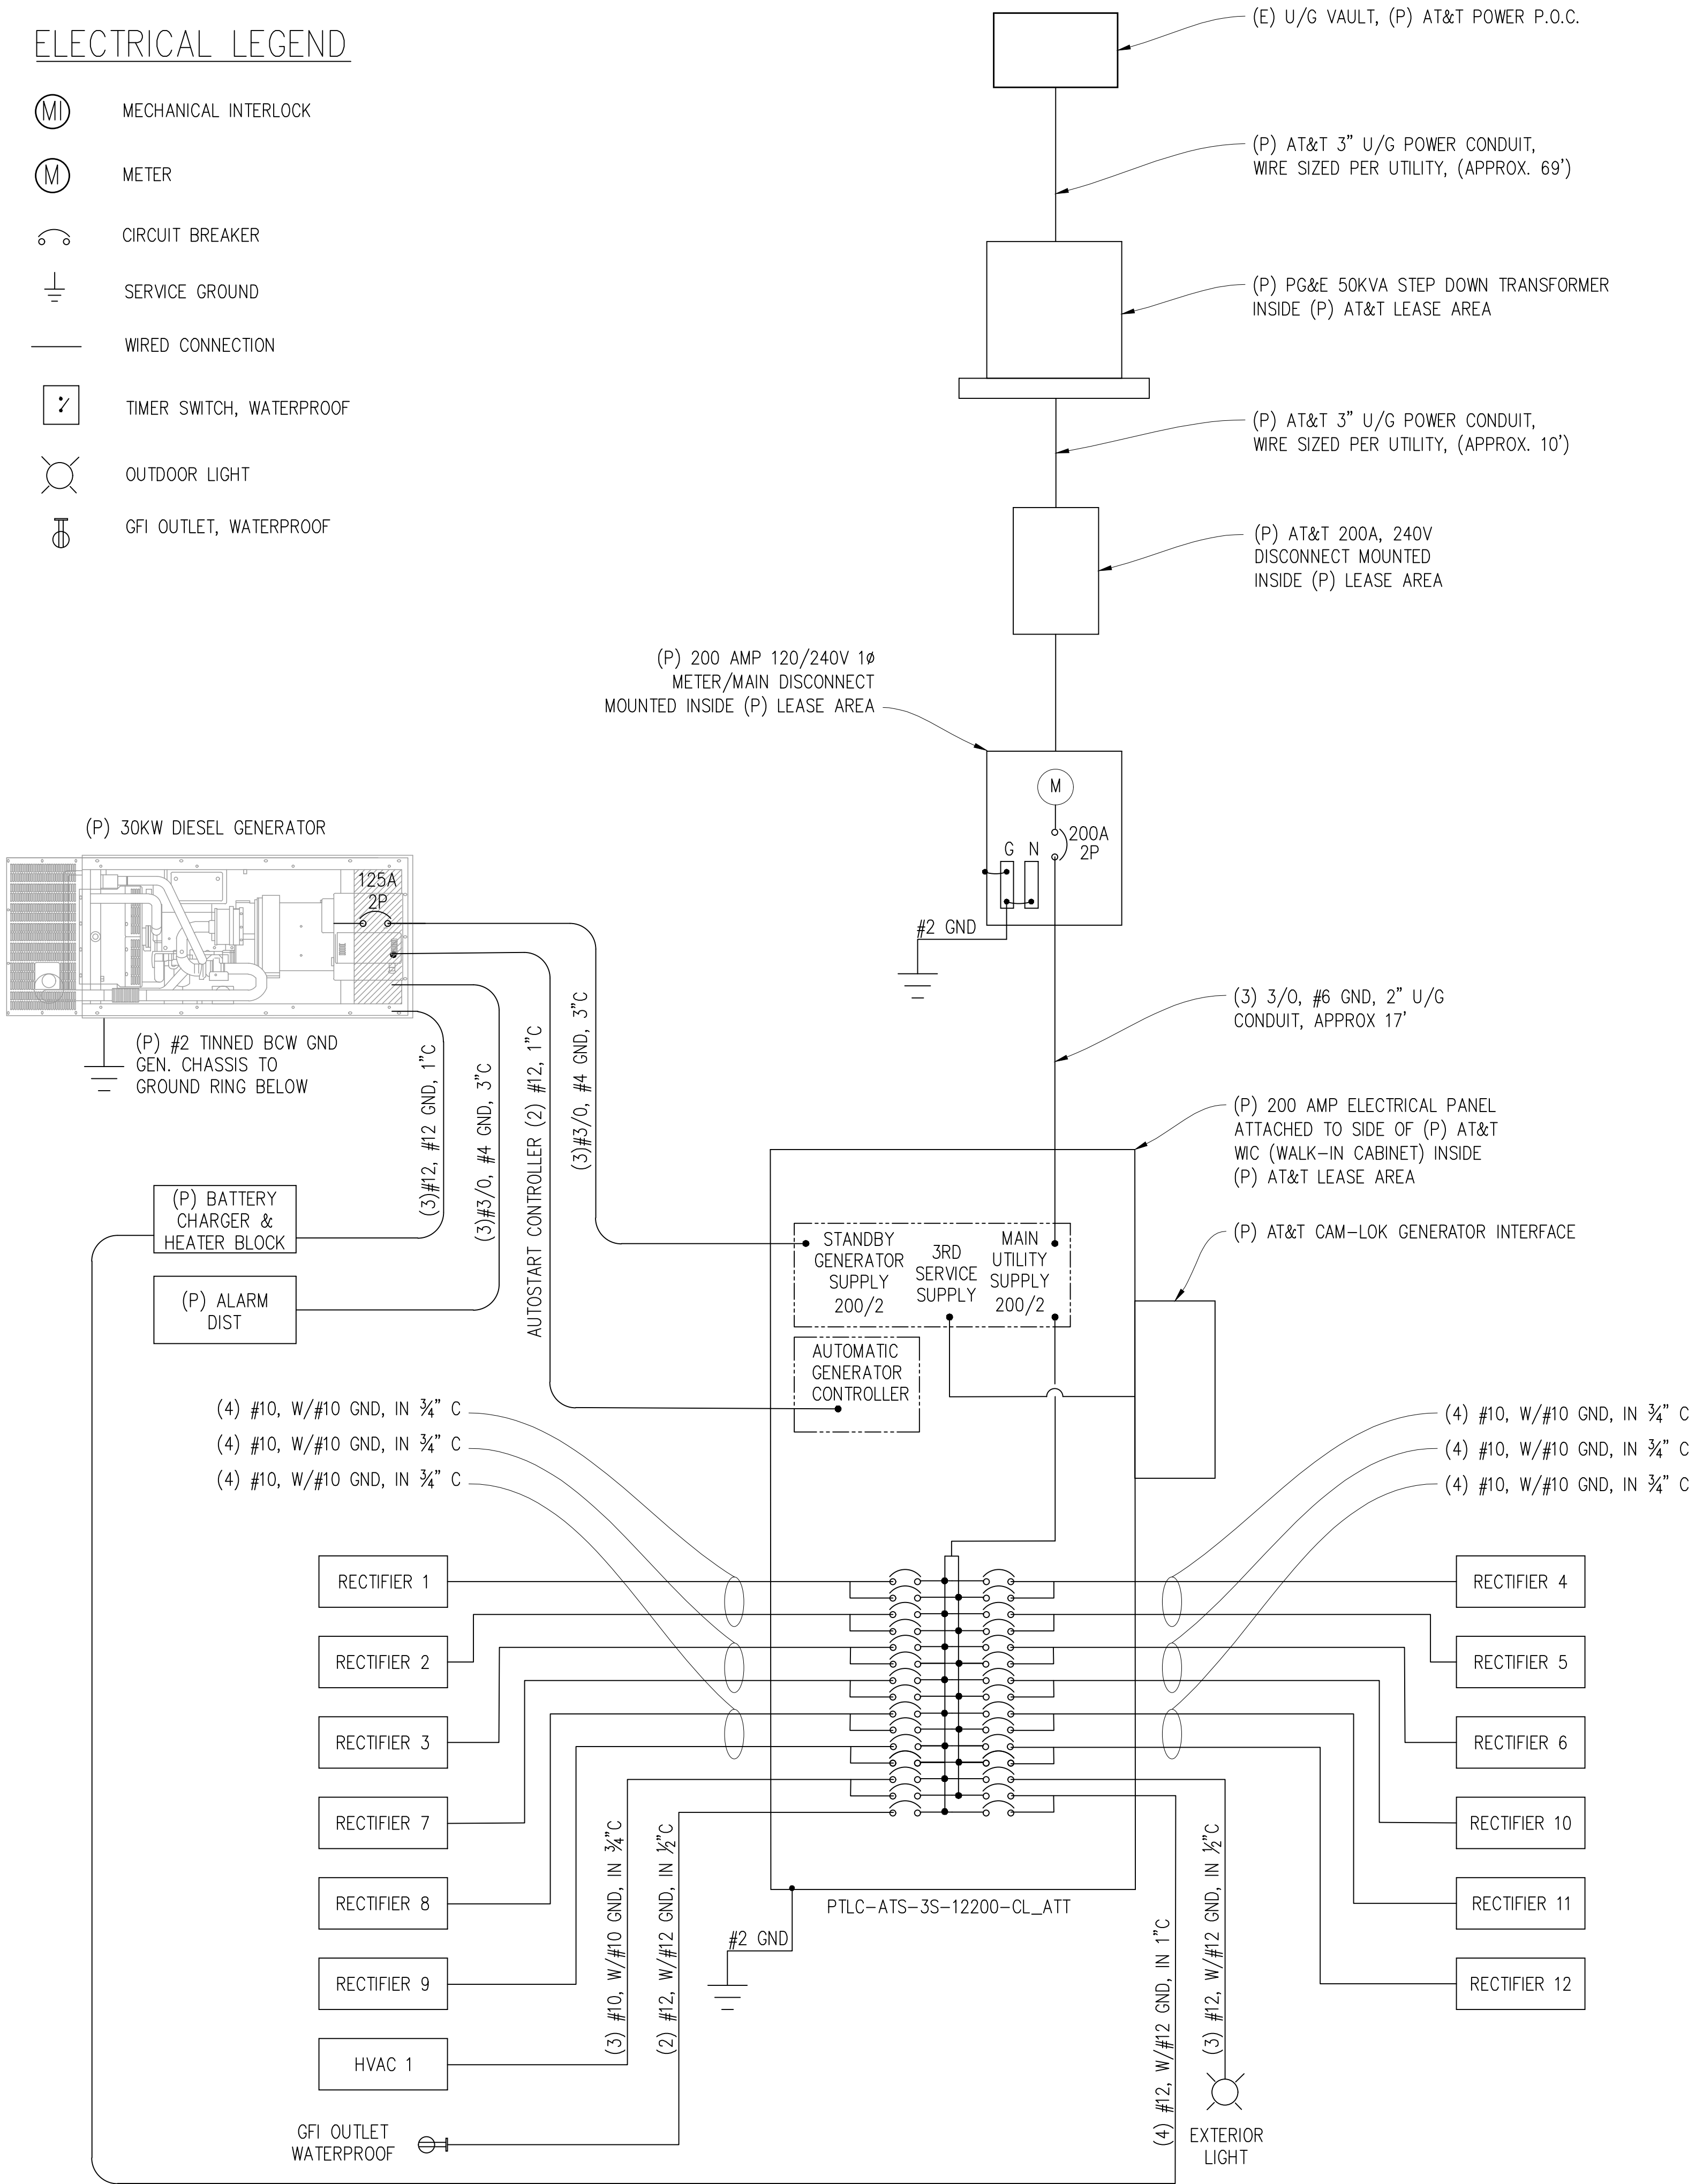 ELECTRICAL LEGEND
MI
MECHANICAL INTERLOCK
M
METER
CIRCUIT BREAKER
SERVICE GROUND
WIRED CONNECTION
TIMER SWITCH, WATERPROOF
OUTDOOR LIGHT
GFI OUTLET, WATERPROOF
(E) U/G VAULT, (P) AT&T POWER P.O.C.
(P) AT&T 3" U/G POWER CONDUIT,
WIRE SIZED PER UTILITY, (APPROX. 69')
(P) PG&E 50KVA STEP DOWN TRANSFORMER
INSIDE (P) AT&T LEASE AREA
(P) AT&T 3" U/G POWER CONDUIT,
WIRE SIZED PER UTILITY, (APPROX. 10')
(P) AT&T 200A, 240V
DISCONNECT MOUNTED
INSIDE (P) LEASE AREA
(P) 200 AMP 120/240V 1ø
METER/MAIN DISCONNECT
MOUNTED INSIDE (P) LEASE AREA
M
200A
2P
G N
#2 GND
(P) 30KW DIESEL GENERATOR
125A
2P
(P) #2 TINNED BCW GND
GEN. CHASSIS TO
GROUND RING BELOW
(3)#12, #12 GND, 1"C
(3)#3/0, #4 GND, 3"C
AUTOSTART CONTROLLER (2) #12, 1"C
(3)#3/0, #4 GND, 3"C
(3) 3/0, #6 GND, 2" U/G
CONDUIT, APPROX 17'
(P) 200 AMP ELECTRICAL PANEL
ATTACHED TO SIDE OF (P) AT&T
WIC (WALK-IN CABINET) INSIDE
(P) AT&T LEASE AREA
(P) AT&T CAM-LOK GENERATOR INTERFACE
(P) BATTERY
CHARGER &
HEATER BLOCK
(P) ALARM
DIST
STANDBY
GENERATOR
SUPPLY
200/2
3RD
SERVICE
SUPPLY
MAIN
UTILITY
SUPPLY
200/2
AUTOMATIC
GENERATOR
CONTROLLER
(4) #10, W/#10 GND, IN ¾" C
(4) #10, W/#10 GND, IN ¾" C
(4) #10, W/#10 GND, IN ¾" C
(4) #10, W/#10 GND, IN ¾" C
(4) #10, W/#10 GND, IN ¾" C
(4) #10, W/#10 GND, IN ¾" C
RECTIFIER 1
RECTIFIER 2
RECTIFIER 3
RECTIFIER 7
RECTIFIER 8
RECTIFIER 9
HVAC 1
GFI OUTLET
WATERPROOF
RECTIFIER 4
RECTIFIER 5
RECTIFIER 6
RECTIFIER 10
RECTIFIER 11
RECTIFIER 12
(3) #10, W/#10 GND, IN ¾"C
(2) #12, W/#12 GND, IN ½"C
#2 GND
PTLC-ATS-3S-12200-CL_ATT
(4) #12, W/#12 GND, IN 1"C
(3) #12, W/#12 GND, IN ½"C
EXTERIOR
LIGHT